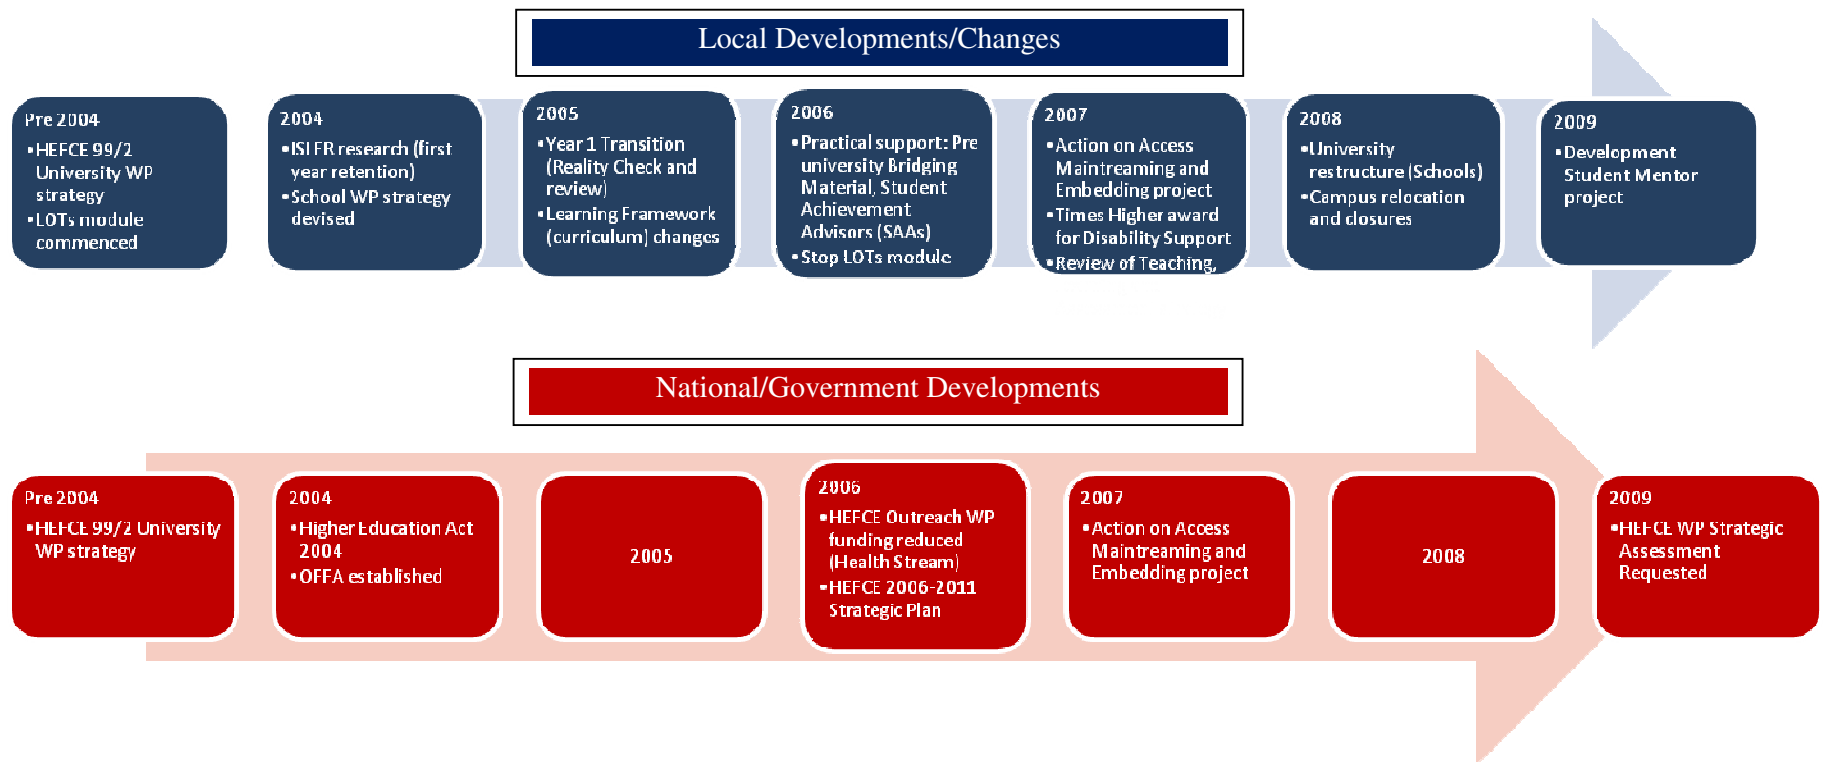 Local Developments/Changes
Pre 2004
•HEFCE 99/2
University WP
strategy
•LOTs module
commenced
2004
•ISLFR research (first
year retention)
•School WP strategy
devised
2005
•Year 1 Transition
(Reality Check and
review)
•Learning Framework
(curriculum) changes
2006
•Practical support: Pre
university Bridging
Material, Student
Achievement
Advisors (SAAs)
•Stop LOTs module
2007
•Action on Access
Maintreaming and
Embedding project
•Times Higher award
for Disability Support
•Review of Teaching,
2008
•University
restructure (Schools)
•Campus relocation
and closures
2009
•Development
Student Mentor
project
National/Government Developments
Pre 2004
•HEFCE 99/2 University
WP strategy
2004
•Higher Education Act
2004
•OFFA established
2005
2006
•HEFCE Outreach WP
funding reduced
(Health Stream)
•HEFCE 2006-2011
Strategic Plan
2007
•Action on Access
Maintreaming and
Embedding project
2008
2009
•HEFCE WP Strategic
Assessment
Requested